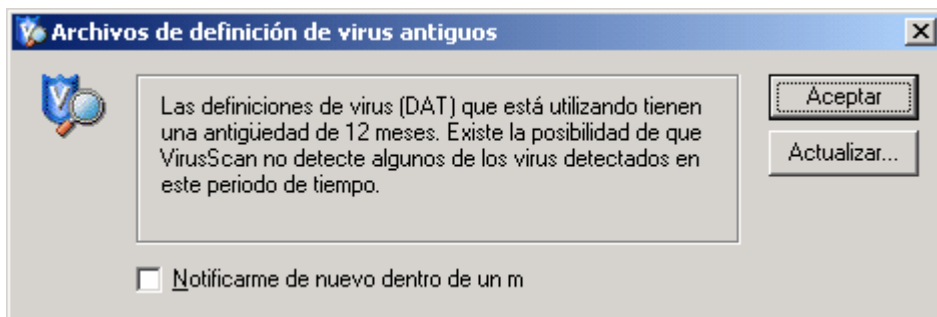 Archivos de definición de virus antiguos
Las definiciones de virus (DAT) que está utilizando tienen
una antigüedad de 12 meses. Existe la posibilidad de que
VirusScan no detecte algunos de los virus detectados en
este periodo de tiempo.
Aceptar
Actualizar...
Notificarme de nuevo dentro de un m